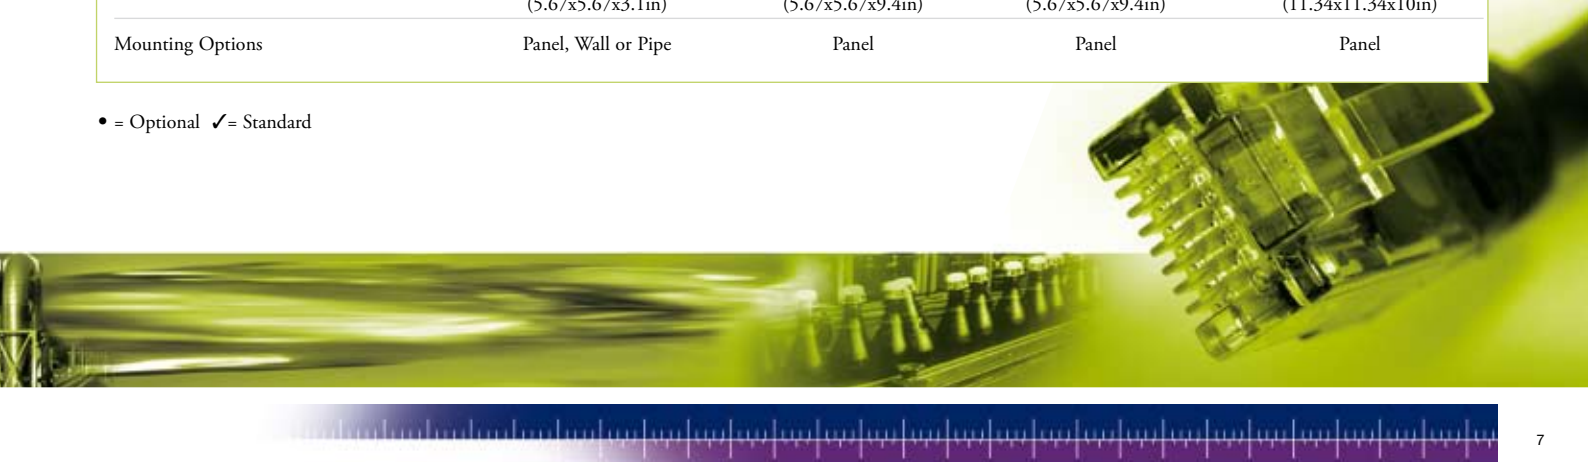 (5.67x5.67x3.1in) (5.67x5.67x9.4in) (5.67x5.67x9.4in) (11.34x11.34x10in)
Mounting Options Panel, Wall or Pipe Panel Panel Panel
• = Optional ✓= Standard
7